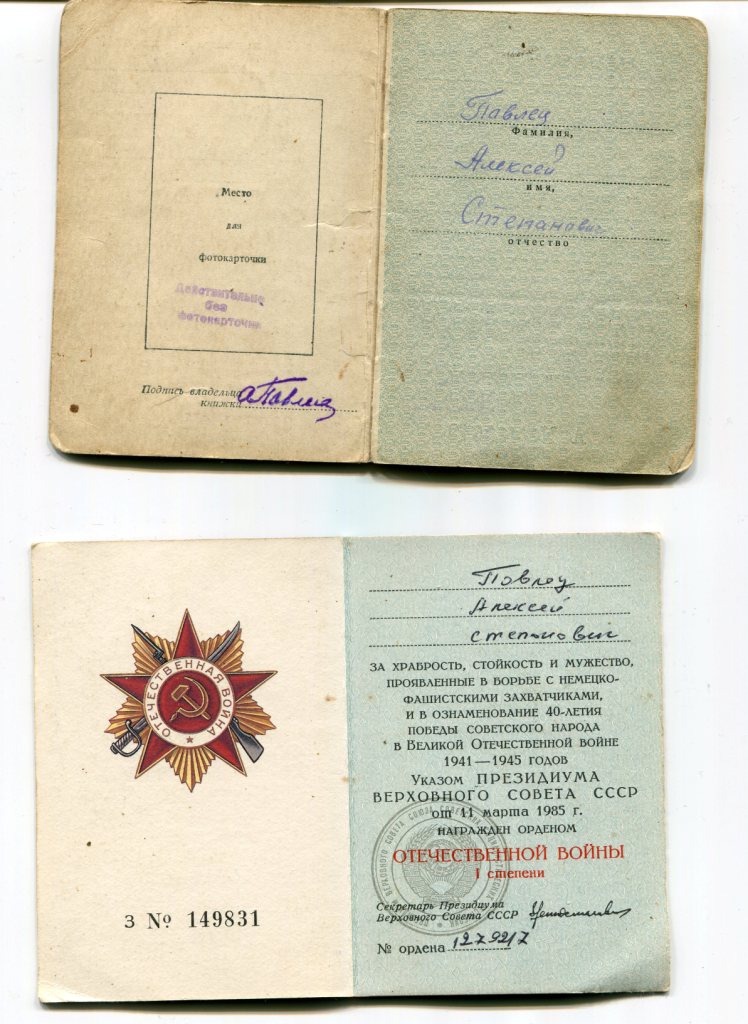 Место
для
фотокарточки
Действительно
без
фотокарточки
Подпись владельца
книжки А Павлец
Павлец
Фамилия,
Алексей
имя,
Степанович
отчество
ОТЕЧЕСТВЕННАЯ ВОЙНА
З № 149831
Павлец
Алексей
Степанович
ЗА ХРАБРОСТЬ, СТОЙКОСТЬ И МУЖЕСТВО,
ПРОЯВЛЕННЫЕ В БОРЬБЕ С НЕМЕЦКО-
ФАШИСТСКИМИ ЗАХВАТЧИКАМИ,
И В ОЗНАМЕНОВАНИЕ 40-ЛЕТИЯ
ПОБЕДЫ СОВЕТСКОГО НАРОДА
В ВЕЛИКОЙ ОТЕЧЕСТВЕННОЙ ВОЙНЕ
1941—1945 ГОДОВ
УКАЗОМ ПРЕЗИДИУМА
ВЕРХОВНОГО СОВЕТА СССР
от 11 марта 1985 г.
НАГРАЖДЕН ОРДЕНОМ
ОТЕЧЕСТВЕННОЙ ВОЙНЫ
I степени
Секретарь Президиума
Верховного Совета СССР
№ ордена 1279217